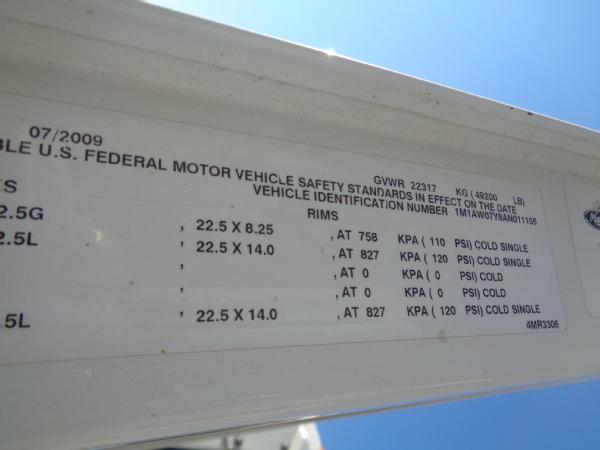 07/2009 GVWR 22317 KG ( 49200 LB)
BLE U.S. FEDERAL MOTOR VEHICLE SAFETY STANDARDS IN EFFECT ON THE DATE
VEHICLE IDENTIFICATION NUMBER 1M1AW07Y8AN011105
TS RIMS
2.5G , 22.5 X 8.25 , AT 758 KPA ( 110 PSI) COLD SINGLE
2.5L , 22.5 X 14.0 , AT 827 KPA ( 120 PSI) COLD SINGLE
, , AT 0 KPA ( 0 PSI) COLD
, , AT 0 KPA ( 0 PSI) COLD
.5L , 22.5 X 14.0 , AT 827 KPA ( 120 PSI) COLD SINGLE
4MR3306